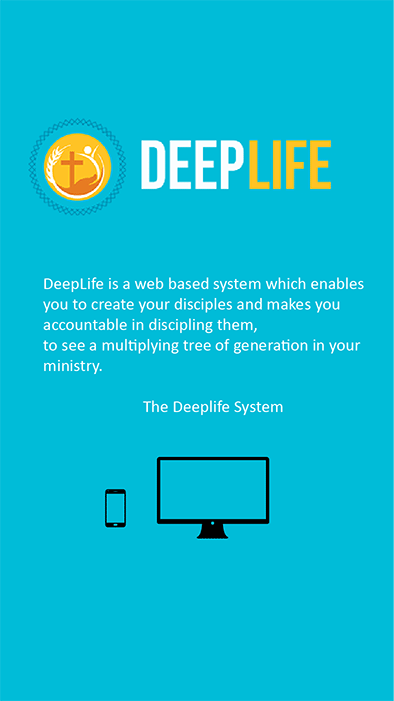 DEEPLIFE
DeepLife is a web based system which enables
you to create your disciples and makes you
accountable in discipling them,
to see a multiplying tree of generation in your
ministry.
The Deeplife System